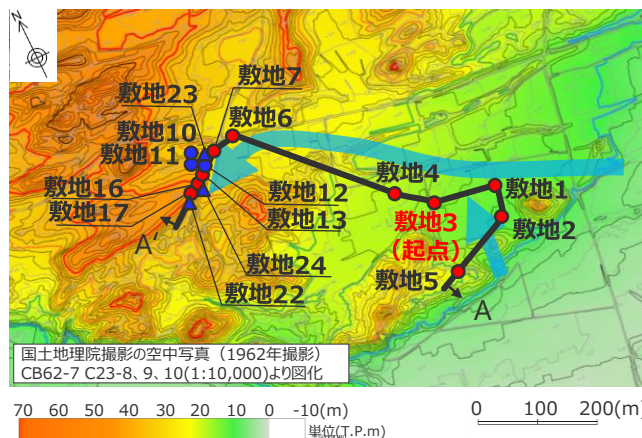 N
敷地7
敷地23
敷地6
敷地10
敷地11
敷地4
敷地1
敷地16
敷地12
敷地17
敷地13
敷地3
(起点)
敷地2
A'
敷地24
敷地5
敷地22
A
国土地理院撮影の空中写真(1962年撮影)
CB62-7 C23-8、9、10(1:10,000)より図化
70 60 50 40 30 20 10 0 -10(m)
単位(T.P.m)
0 100 200(m)